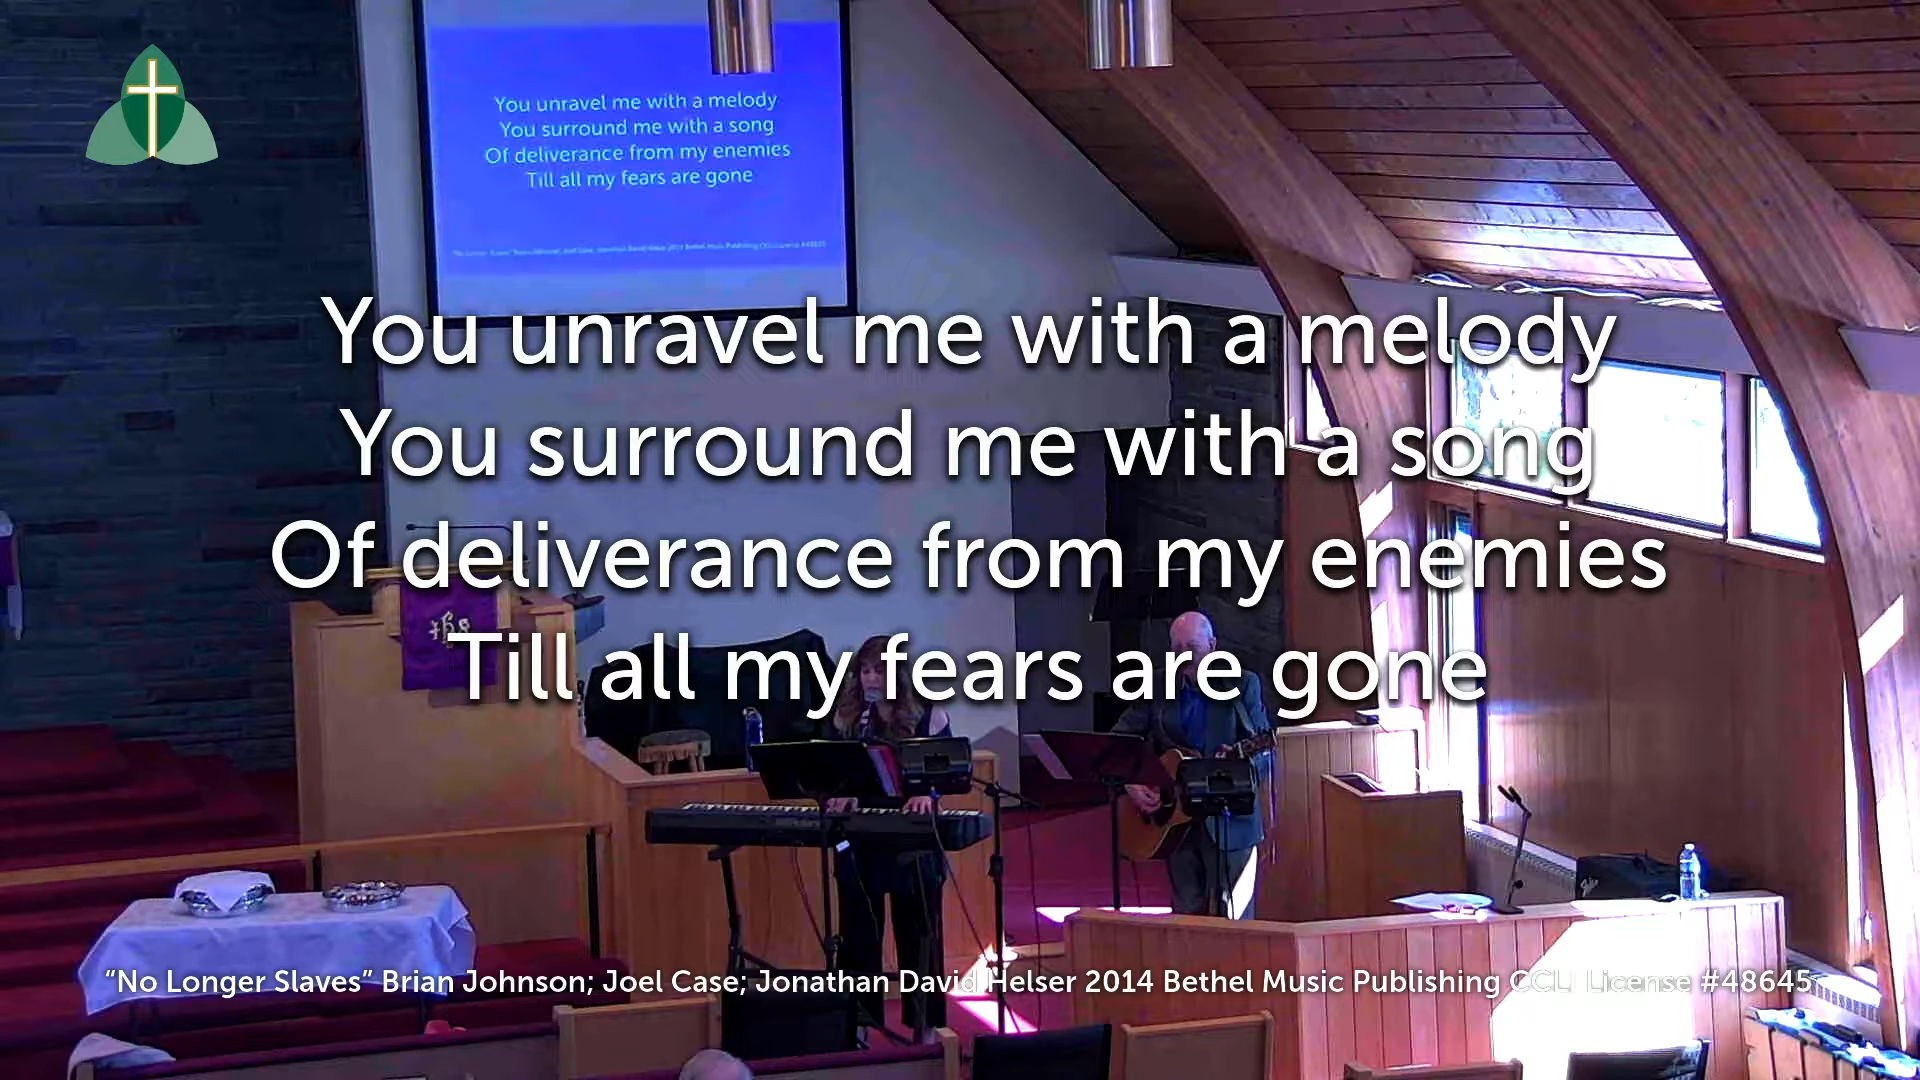 You unravel me with a melody
You surround me with a song
Of deliverance from my enemies
Till all my fears are gone
You unravel me with a melody
You surround me with a song
Of deliverance from my enemies
Till all my fears are gone
ihs
“No Longer Slaves” Brian Johnson; Joel Case; Jonathan David Helser 2014 Bethel Music Publishing CCLI License #48645